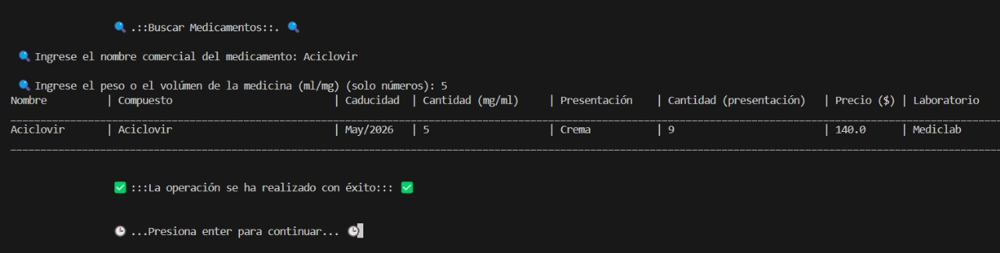 🔍 .::Buscar Medicamentos::. 🔍
🔍 Ingrese el nombre comercial del medicamento: Aciclovir
🔍 Ingrese el peso o el volúmen de la medicina (ml/mg) (solo números): 5
Nombre | Compuesto | Caducidad | Cantidad (mg/ml) | Presentación | Cantidad (presentación) | Precio ($) | Laboratorio
Aciclovir | Aciclovir | May/2026 | 5 | Crema | 9 | 140.0 | Mediclab
✅ :::La operación se ha realizado con éxito::: ✅
🕒 ...Presiona enter para continuar... 🕒